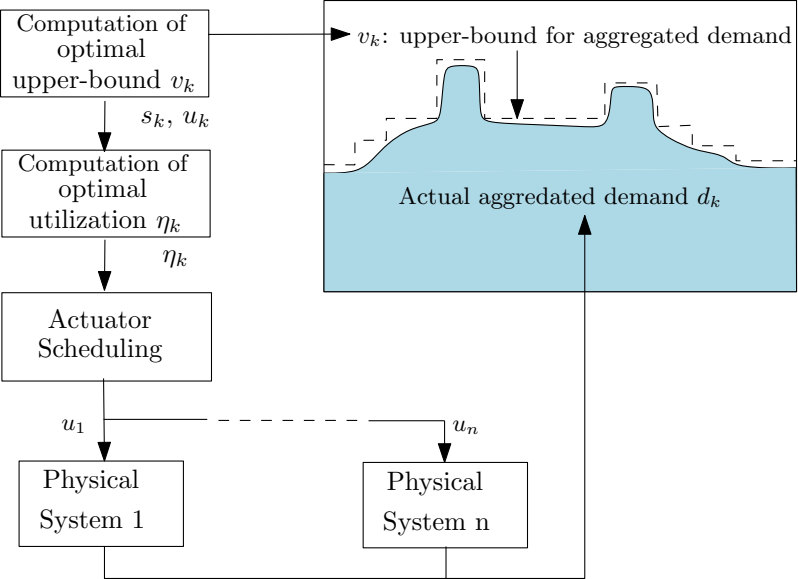 Computation of
optimal
upper-bound v_k
s_k, u_k
Computation of
optimal
utilization η_k
η_k
Actuator
Scheduling
u_1
u_n
Physical
System 1
Physical
System n
v_k: upper-bound for aggregated demand
Actual aggredated demand d_k